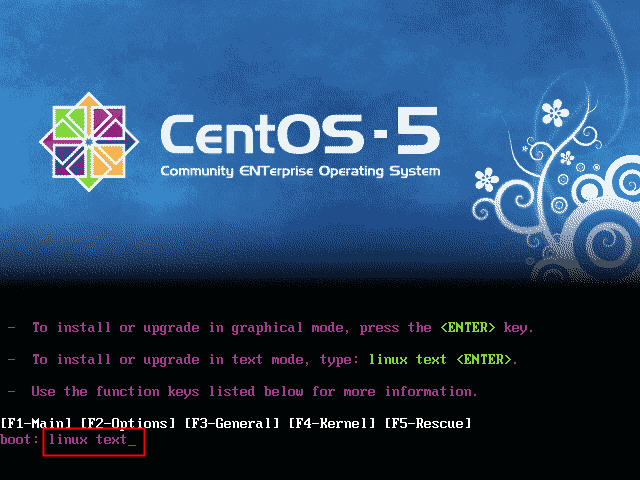 CentOS-5
Community ENTerprise Operating System
- To install or upgrade in graphical mode, press the <ENTER> key.
- To install or upgrade in text mode, type: linux text <ENTER>.
- Use the function keys listed below for more information.
[F1-Main] [F2-Options] [F3-General] [F4-Kernel] [F5-Rescue]
boot: linux text_